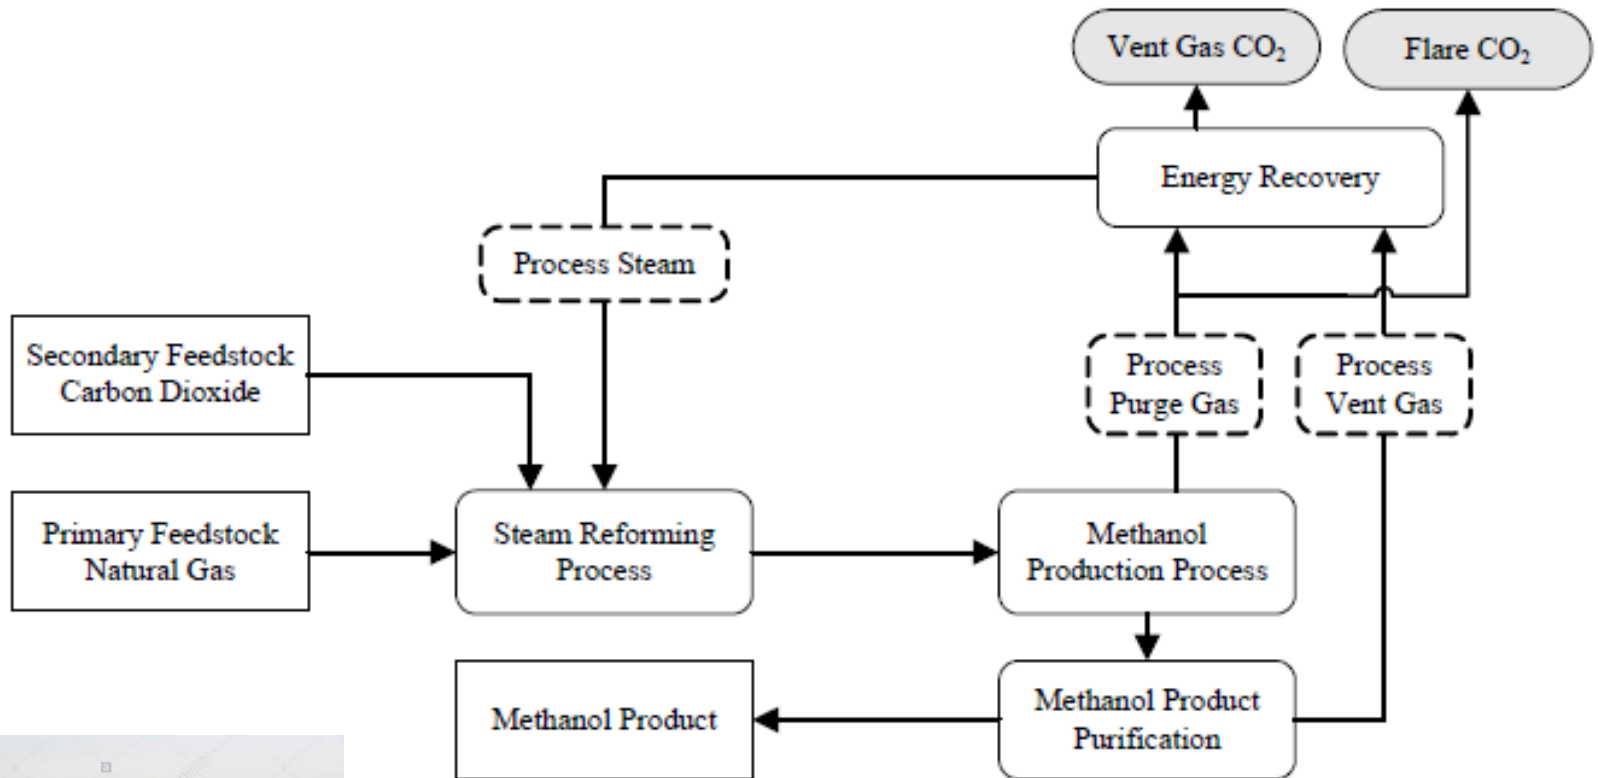 Vent Gas CO₂
Flare CO₂
Energy Recovery
Process Steam
Secondary Feedstock
Carbon Dioxide
Process
Purge Gas
Process
Vent Gas
Primary Feedstock
Natural Gas
Steam Reforming
Process
Methanol
Production Process
Methanol Product
Methanol Product
Purification